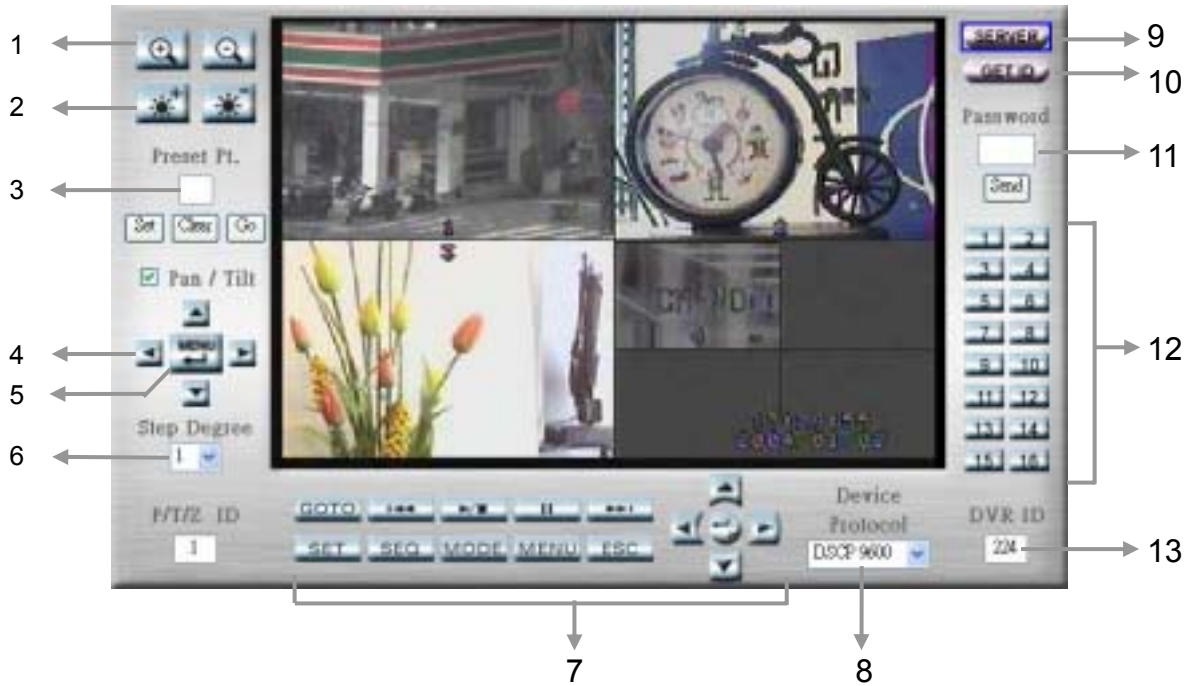 1
2
3
4
5
6
Preset Pt.
Set Clear Go
Pan / Tilt
MENU
Step Degree
1
P/T/Z ID
1
GOTO
SET SEQ MODE MENU ESC
7
Device
Protocol
DSCP 9600
8
SERVER
GET ID
Password
Send
1 2
3 4
5 6
7 8
9 10
11 12
13 14
15 16
DVR ID
224
9
10
11
12
13